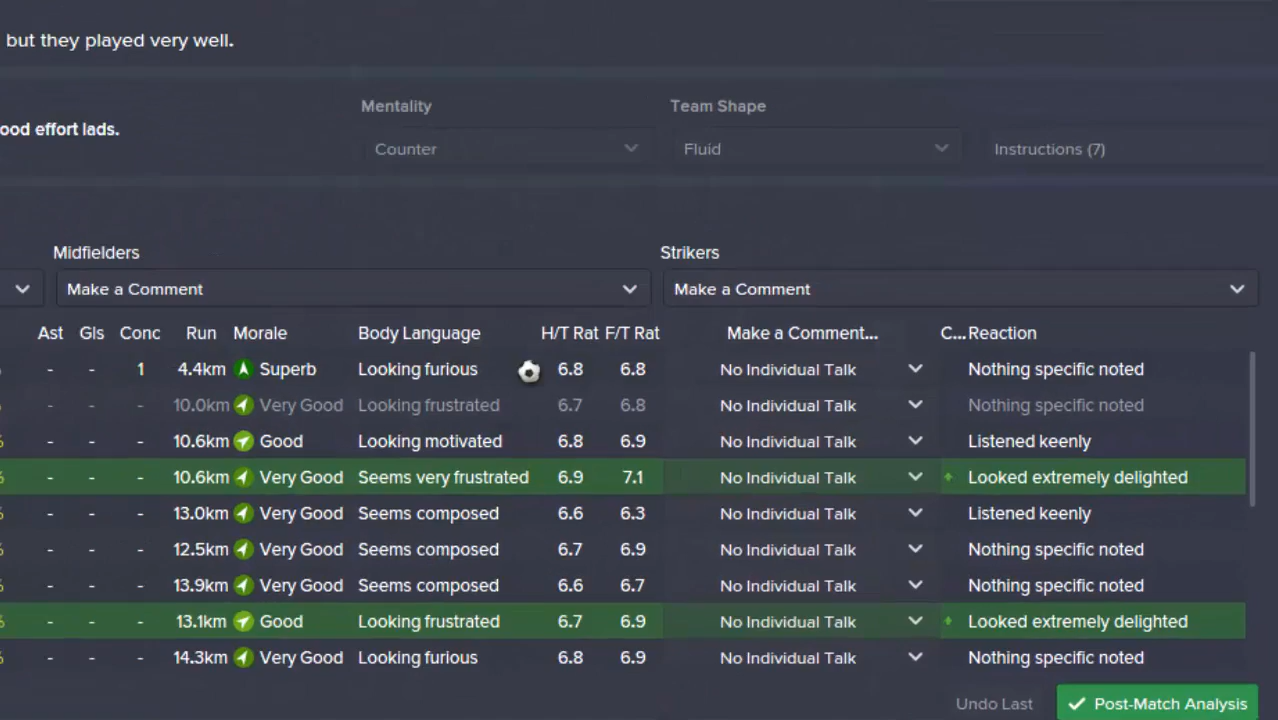 but they played very well.
Mentality Team Shape
ood effort lads.
Counter Fluid Instructions (7)
Midfielders Strikers
Make a Comment Make a Comment
Ast Gls Conc Run Morale Body Language H/T Rat F/T Rat Make a Comment... C... Reaction
- - 1 4.4km Superb Looking furious 6.8 6.8 No Individual Talk Nothing specific noted
- - - 10.0km Very Good Looking frustrated 6.7 6.8 No Individual Talk Nothing specific noted
% - - - 10.6km Good Looking motivated 6.8 6.9 No Individual Talk Listened keenly
% - - - 10.6km Very Good Seems very frustrated 6.9 7.1 No Individual Talk Looked extremely delighted
% - - - 13.0km Very Good Seems composed 6.6 6.3 No Individual Talk Listened keenly
% - - - 12.5km Very Good Seems composed 6.7 6.9 No Individual Talk Nothing specific noted
% - - - 13.9km Very Good Seems composed 6.6 6.7 No Individual Talk Nothing specific noted
% - - - 13.1km Good Looking frustrated 6.7 6.9 No Individual Talk Looked extremely delighted
% - - - 14.3km Very Good Looking furious 6.8 6.9 No Individual Talk Nothing specific noted
Undo Last Post-Match Analysis